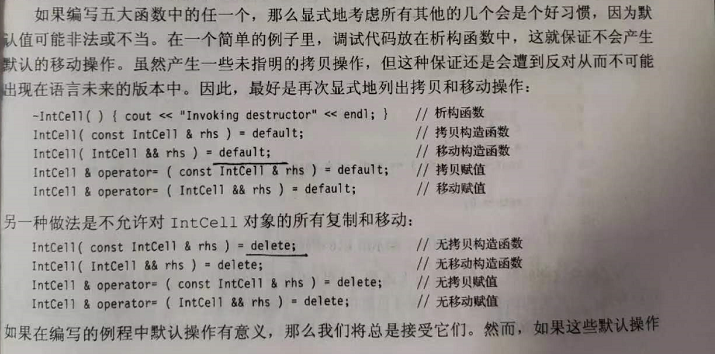 如果编写五大函数中的任一个，那么显式地考虑所有其他的几个会是个好习惯，因为默
认值可能非法或不当。在一个简单的例子里，调试代码放在析构函数中，这就保证不会产生
默认的移动操作。虽然产生一些未指明的拷贝操作，但这种保证还是会遭到反对从而不可能
出现在语言未来的版本中。因此，最好是再次显式地列出拷贝和移动操作：
~IntCell( ) { cout << "Invoking destructor" << endl; } // 析构函数
IntCell( const IntCell & rhs ) = default; // 拷贝构造函数
IntCell( IntCell && rhs ) = default; // 移动构造函数
IntCell & operator= ( const IntCell & rhs ) = default; // 拷贝赋值
IntCell & operator= ( IntCell && rhs ) = default; // 移动赋值
另一种做法是不允许对 IntCell 对象的所有复制和移动：
IntCell( const IntCell & rhs ) = delete; // 无拷贝构造函数
IntCell( IntCell && rhs ) = delete; // 无移动构造函数
IntCell & operator= ( const IntCell & rhs ) = delete; // 无拷贝赋值
IntCell & operator= ( IntCell && rhs ) = delete; // 无移动赋值
如果在编写的例程中默认操作有意义，那么我们将总是接受它们。然而，如果这些默认操作